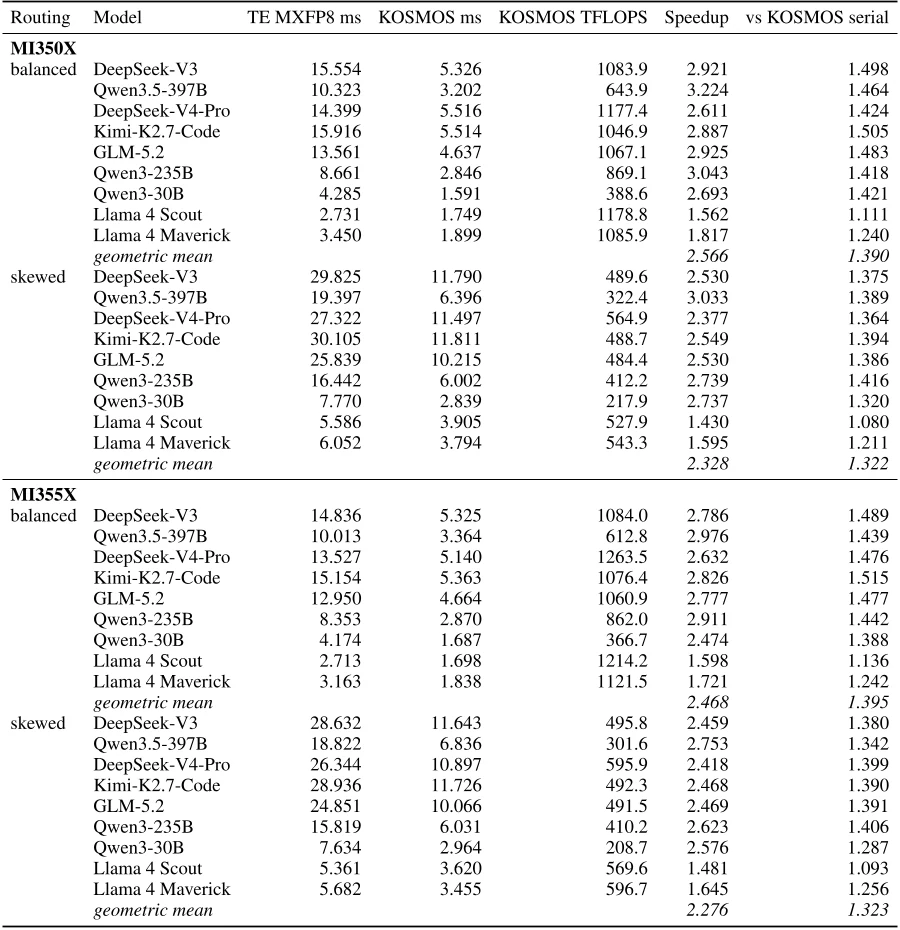 Routing Model TE MXFP8 ms KOSMOS ms KOSMOS TFLOPS Speedup vs KOSMOS serial
MI350X
balanced DeepSeek-V3 15.554 5.326 1083.9 2.921 1.498
Qwen3.5-397B 10.323 3.202 643.9 3.224 1.464
DeepSeek-V4-Pro 14.399 5.516 1177.4 2.611 1.424
Kimi-K2.7-Code 15.916 5.514 1046.9 2.887 1.505
GLM-5.2 13.561 4.637 1067.1 2.925 1.483
Qwen3-235B 8.661 2.846 869.1 3.043 1.418
Qwen3-30B 4.285 1.591 388.6 2.693 1.421
Llama 4 Scout 2.731 1.749 1178.8 1.562 1.111
Llama 4 Maverick 3.450 1.899 1085.9 1.817 1.240
geometric mean 2.566 1.390
skewed DeepSeek-V3 29.825 11.790 489.6 2.530 1.375
Qwen3.5-397B 19.397 6.396 322.4 3.033 1.389
DeepSeek-V4-Pro 27.322 11.497 564.9 2.377 1.364
Kimi-K2.7-Code 30.105 11.811 488.7 2.549 1.394
GLM-5.2 25.839 10.215 484.4 2.530 1.386
Qwen3-235B 16.442 6.002 412.2 2.739 1.416
Qwen3-30B 7.770 2.839 217.9 2.737 1.320
Llama 4 Scout 5.586 3.905 527.9 1.430 1.080
Llama 4 Maverick 6.052 3.794 543.3 1.595 1.211
geometric mean 2.328 1.322
MI355X
balanced DeepSeek-V3 14.836 5.325 1084.0 2.786 1.489
Qwen3.5-397B 10.013 3.364 612.8 2.976 1.439
DeepSeek-V4-Pro 13.527 5.140 1263.5 2.632 1.476
Kimi-K2.7-Code 15.154 5.363 1076.4 2.826 1.515
GLM-5.2 12.950 4.664 1060.9 2.777 1.477
Qwen3-235B 8.353 2.870 862.0 2.911 1.442
Qwen3-30B 4.174 1.687 366.7 2.474 1.388
Llama 4 Scout 2.713 1.698 1214.2 1.598 1.136
Llama 4 Maverick 3.163 1.838 1121.5 1.721 1.242
geometric mean 2.468 1.395
skewed DeepSeek-V3 28.632 11.643 495.8 2.459 1.380
Qwen3.5-397B 18.822 6.836 301.6 2.753 1.342
DeepSeek-V4-Pro 26.344 10.897 595.9 2.418 1.399
Kimi-K2.7-Code 28.936 11.726 492.3 2.468 1.390
GLM-5.2 24.851 10.066 491.5 2.469 1.391
Qwen3-235B 15.819 6.031 410.2 2.623 1.406
Qwen3-30B 7.634 2.964 208.7 2.576 1.287
Llama 4 Scout 5.361 3.620 569.6 1.481 1.093
Llama 4 Maverick 5.682 3.455 596.7 1.645 1.256
geometric mean 2.276 1.323